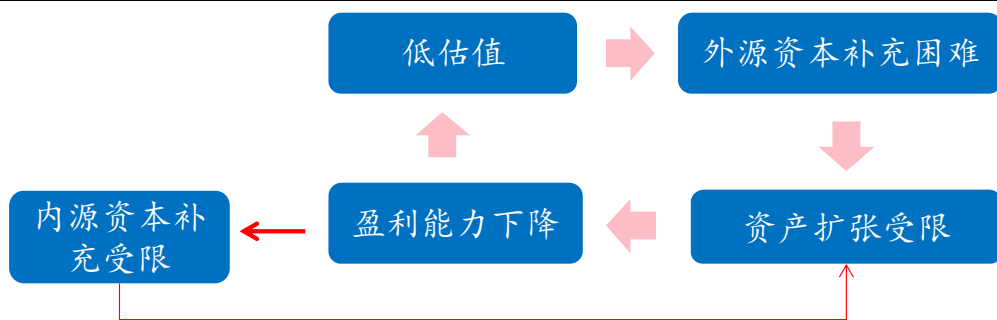 低估值
外源资本补充困难
内源资本补
充受限
盈利能力下降
资产扩张受限